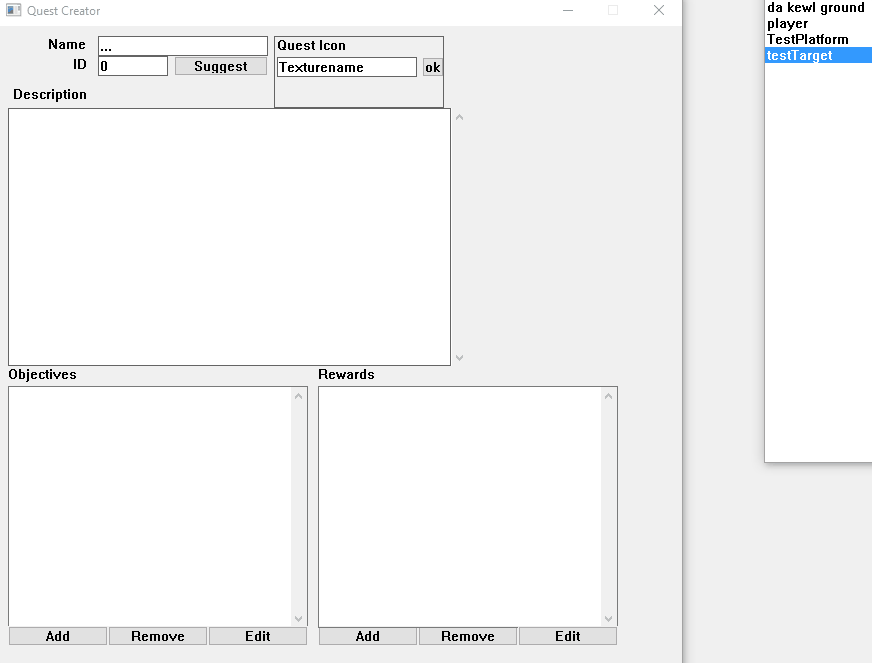 Quest Creator
Name ...
Quest Icon
ID 0 Suggest
Texturename ok
Description
Objectives
Rewards
Add Remove Edit
Add Remove Edit
da kewl ground
player
TestPlatform
testTarget